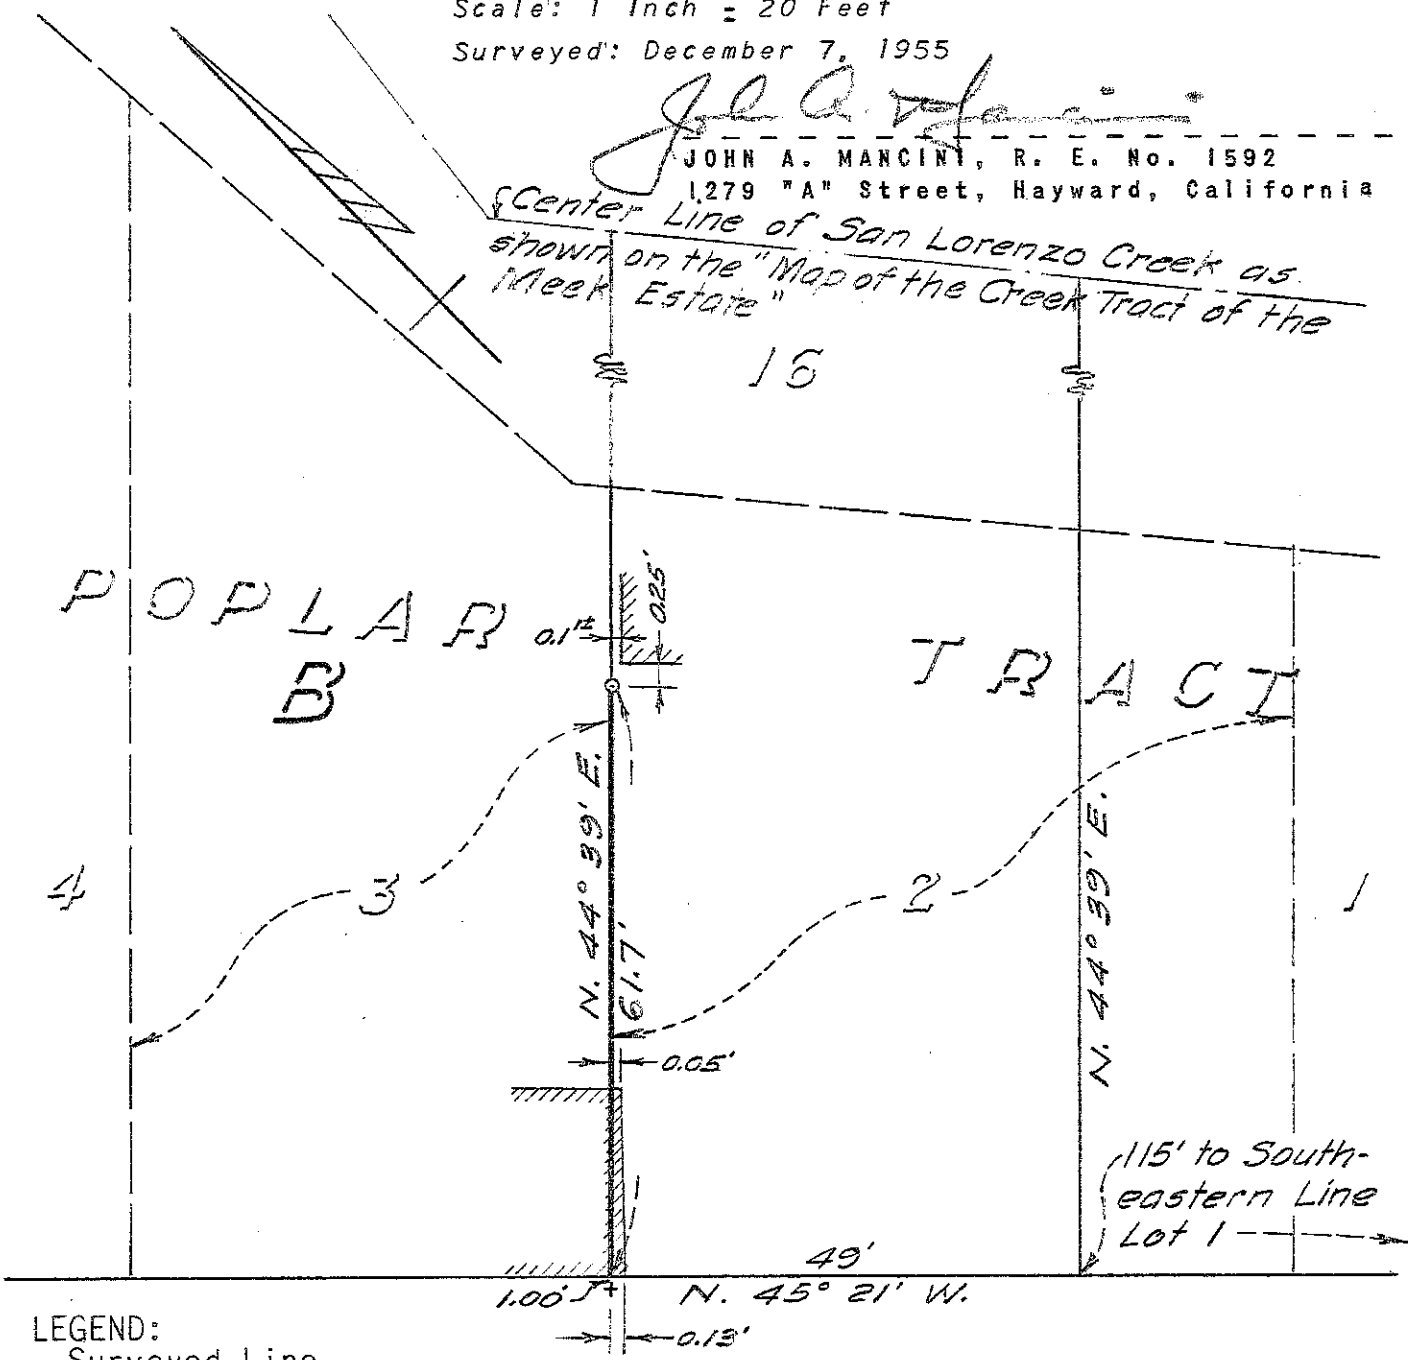 Scale: 1 Inch = 20 Feet
Surveyed: December 7, 1955
John A. Mancini
JOHN A. MANCINI, R. E. No. 1592
1279 "A" Street, Hayward, California
Center Line of San Lorenzo Creek as
shown on the "Map of the Creek Tract of the
Meek Estate"
16
POPLAR TRACT
B
0.1'±
0.25'
N. 44° 39' E.
61.7'
N. 44° 39' E.
4
3
2
1
0.05'
115' to South-
eastern Line
Lot 1
49'
1.00'
N. 45° 21' W.
0.13'
LEGEND:
Surveyed Line